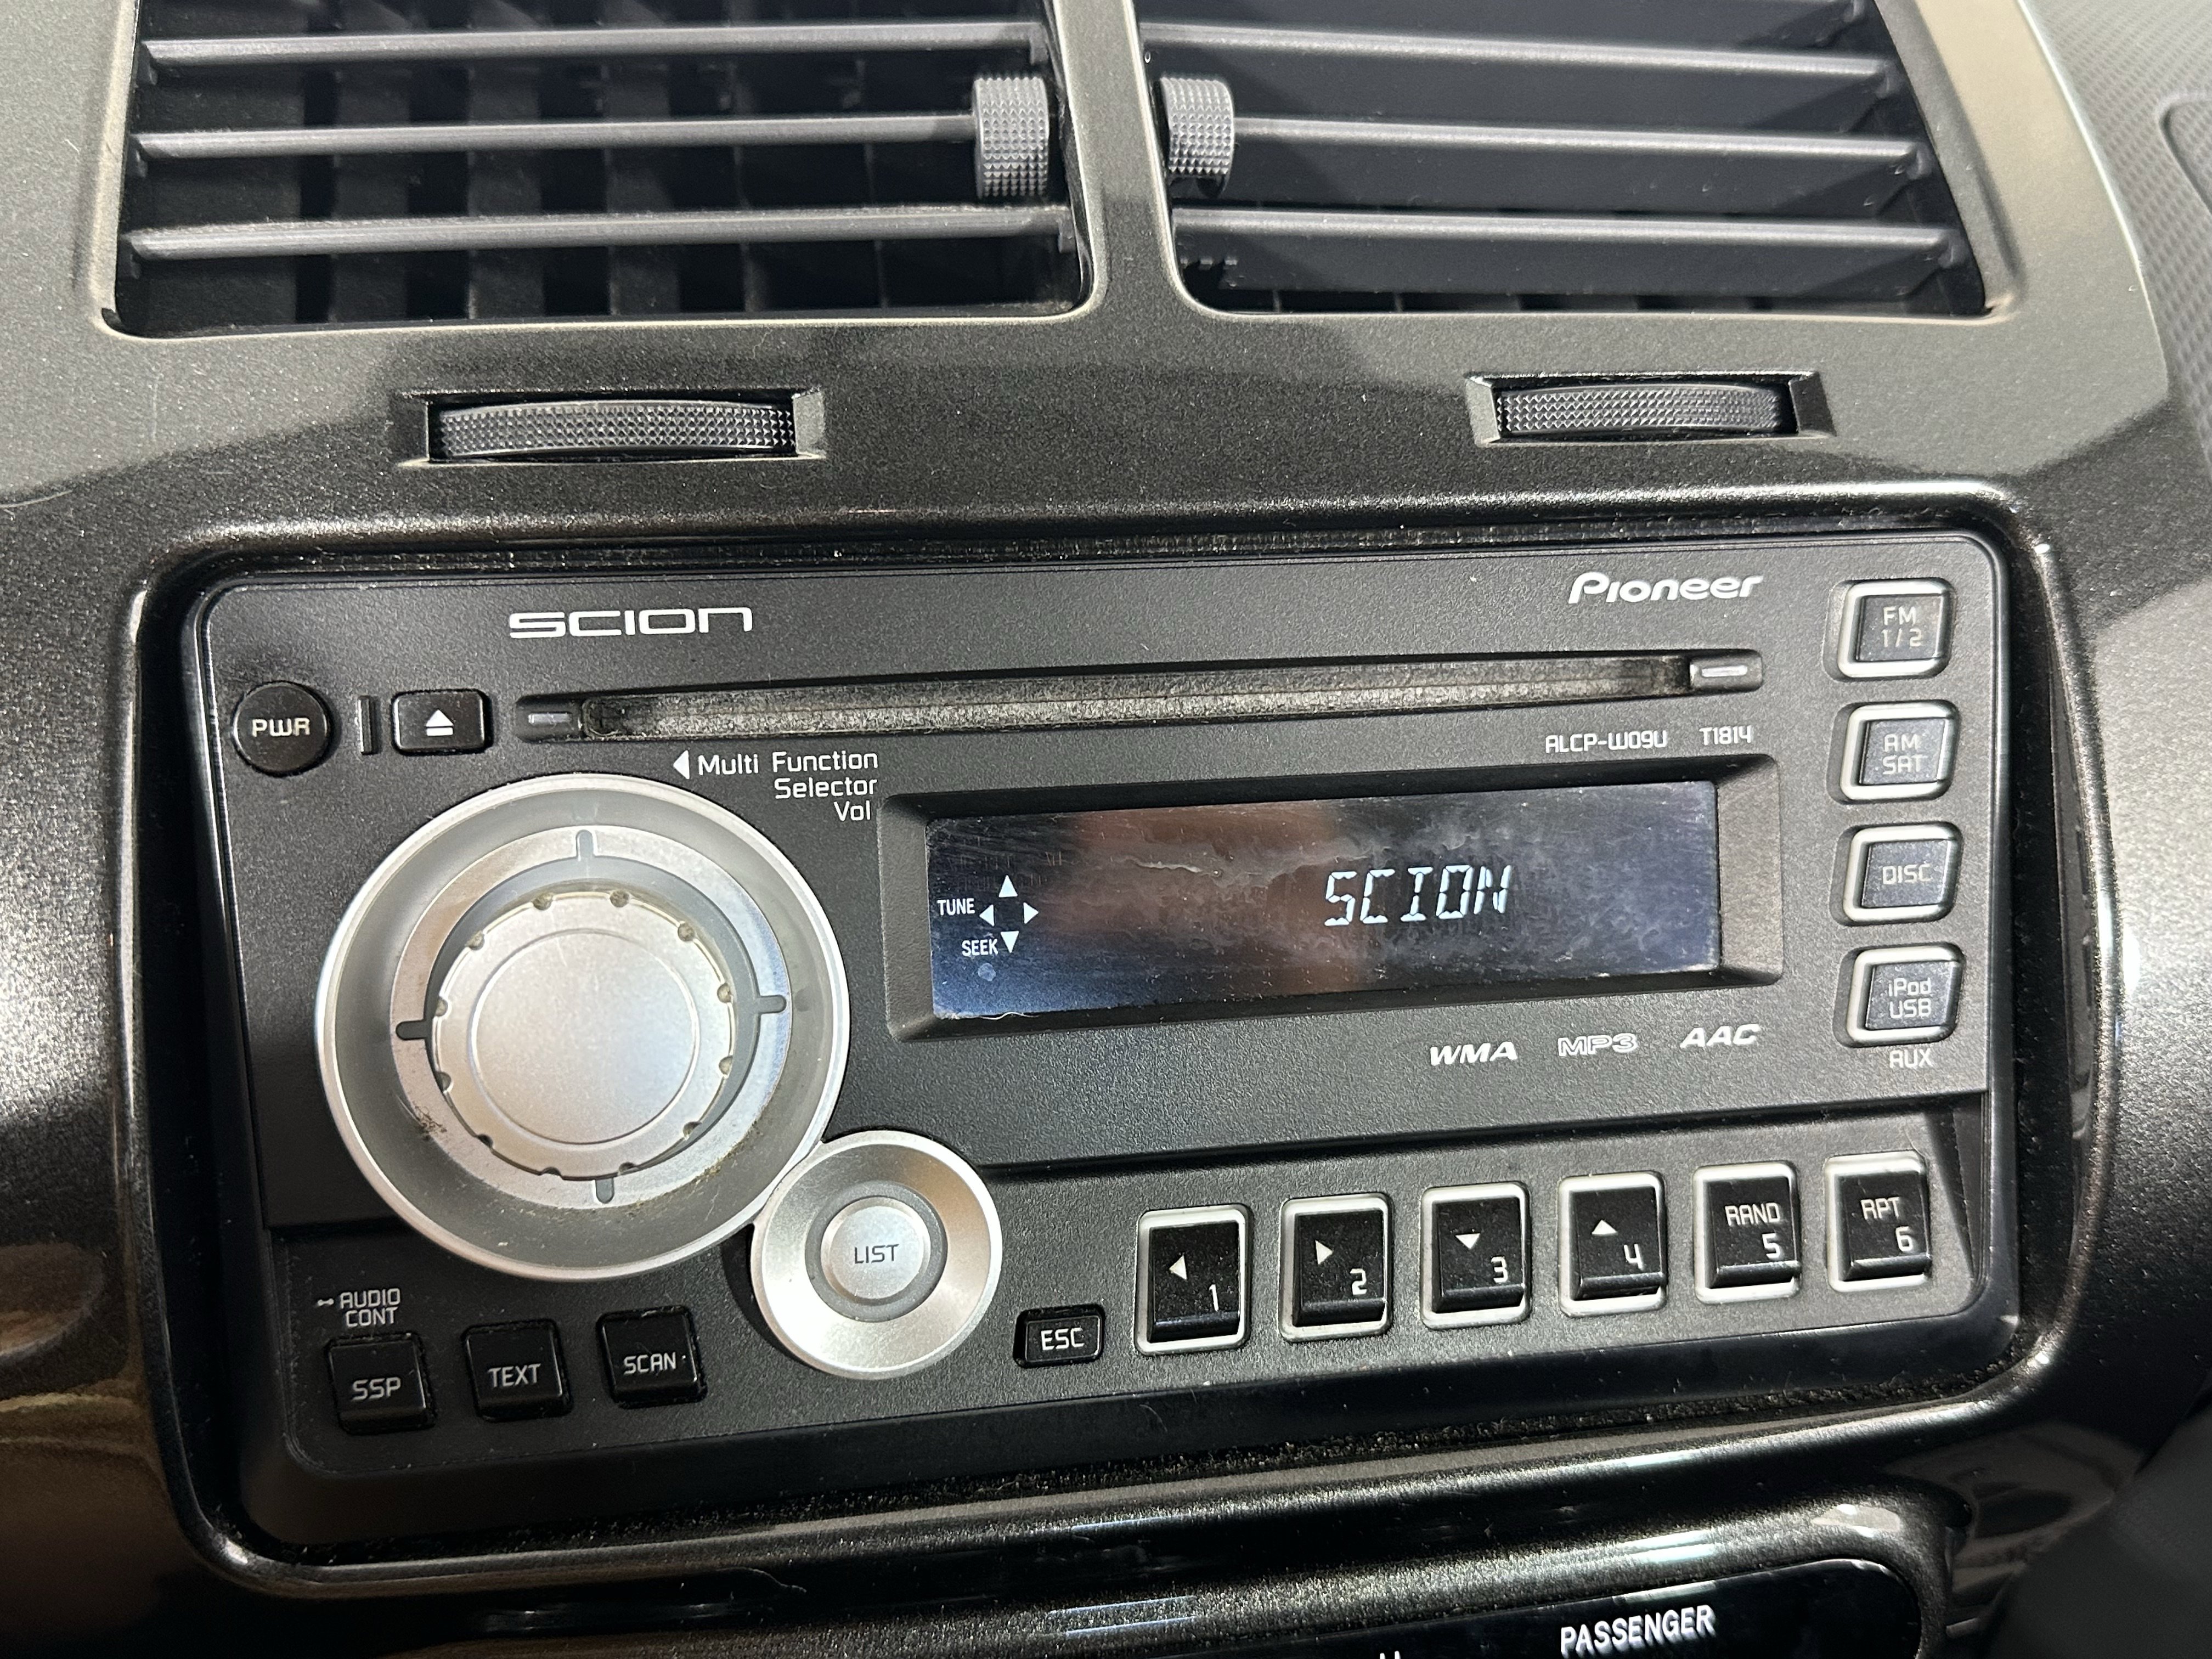 SCION
Pioneer
FM
1/2
PWR
Multi Function
Selector
Vol
ALCP-W09U T1814
AM
SAT
TUNE
SEEK
SCION
DISC
iPod
USB
AUX
WMA MP3 AAC
LIST
AUDIO
CONT
SSP
TEXT
SCAN
ESC
1
2
3
4
RAND
5
RPT
6
PASSENGER